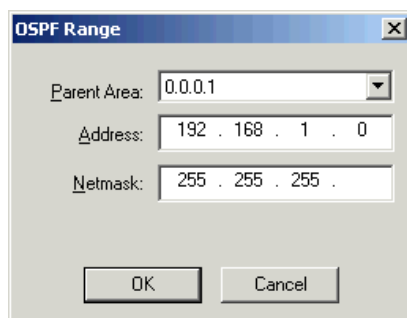 OSPF Range
Parent Area: 0.0.0.1
Address: 192 . 168 . 1 . 0
Netmask: 255 . 255 . 255 .
OK Cancel